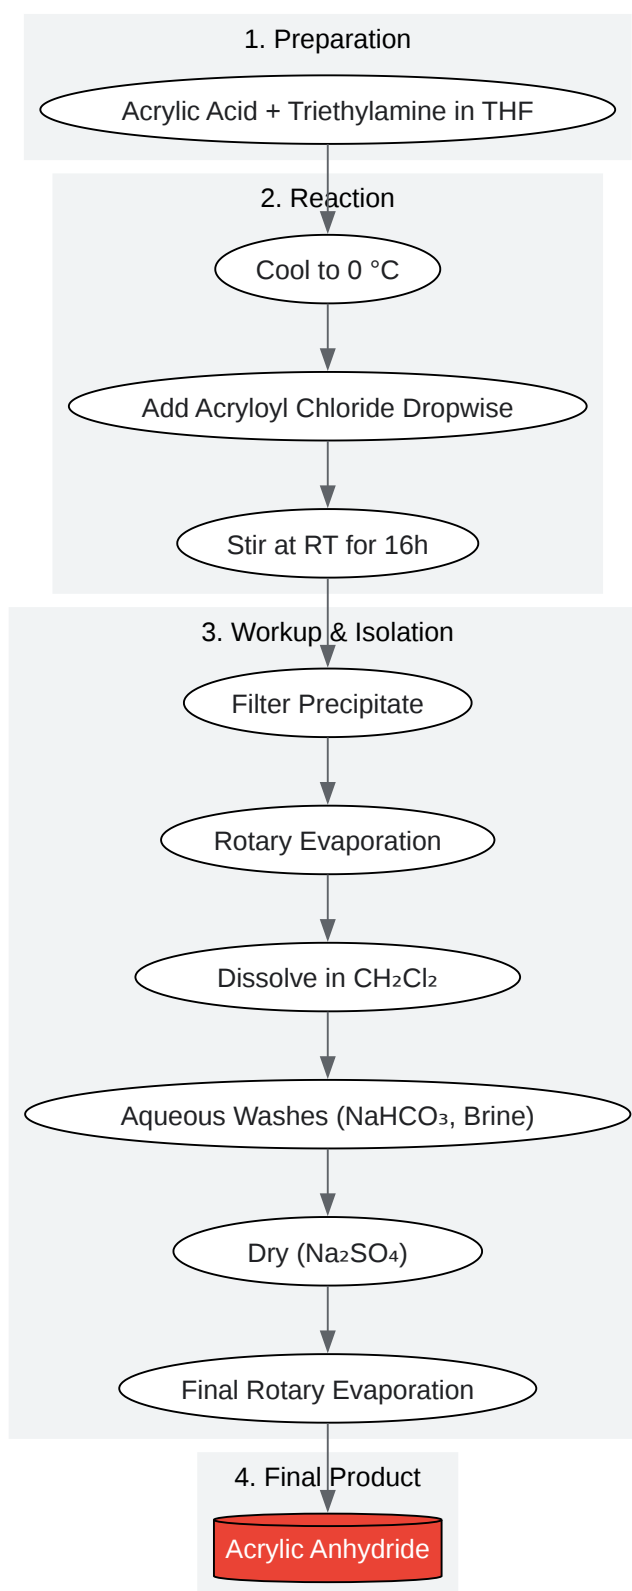 1. Preparation
Acrylic Acid + Triethylamine in THF
2. Reaction
Cool to 0 °C
Add Acryloyl Chloride Dropwise
Stir at RT for 16h
3. Workup & Isolation
Filter Precipitate
Rotary Evaporation
Dissolve in CH₂Cl₂
Aqueous Washes (NaHCO₃, Brine)
Dry (Na₂SO₄)
Final Rotary Evaporation
4. Final Product
Acrylic Anhydride